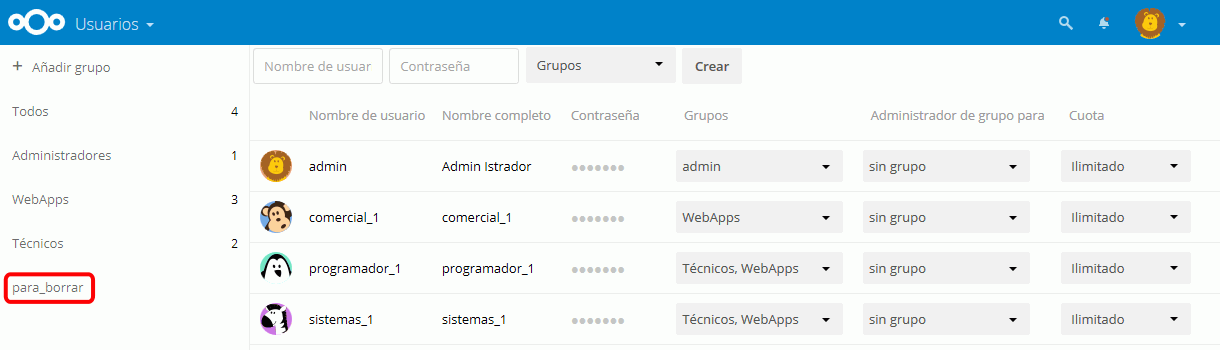 Usuarios
Añadir grupo
Todos 4
Administradores 1
WebApps 3
Técnicos 2
para_borrar
Nombre de usuar Contraseña Grupos Crear
Nombre de usuario Nombre completo Contraseña Grupos Administrador de grupo para Cuota
admin Admin Istrador ●●●●●●● admin sin grupo Ilimitado
comercial_1 comercial_1 ●●●●●●● WebApps sin grupo Ilimitado
programador_1 programador_1 ●●●●●●● Técnicos, WebApps sin grupo Ilimitado
sistemas_1 sistemas_1 ●●●●●●● Técnicos, WebApps sin grupo Ilimitado